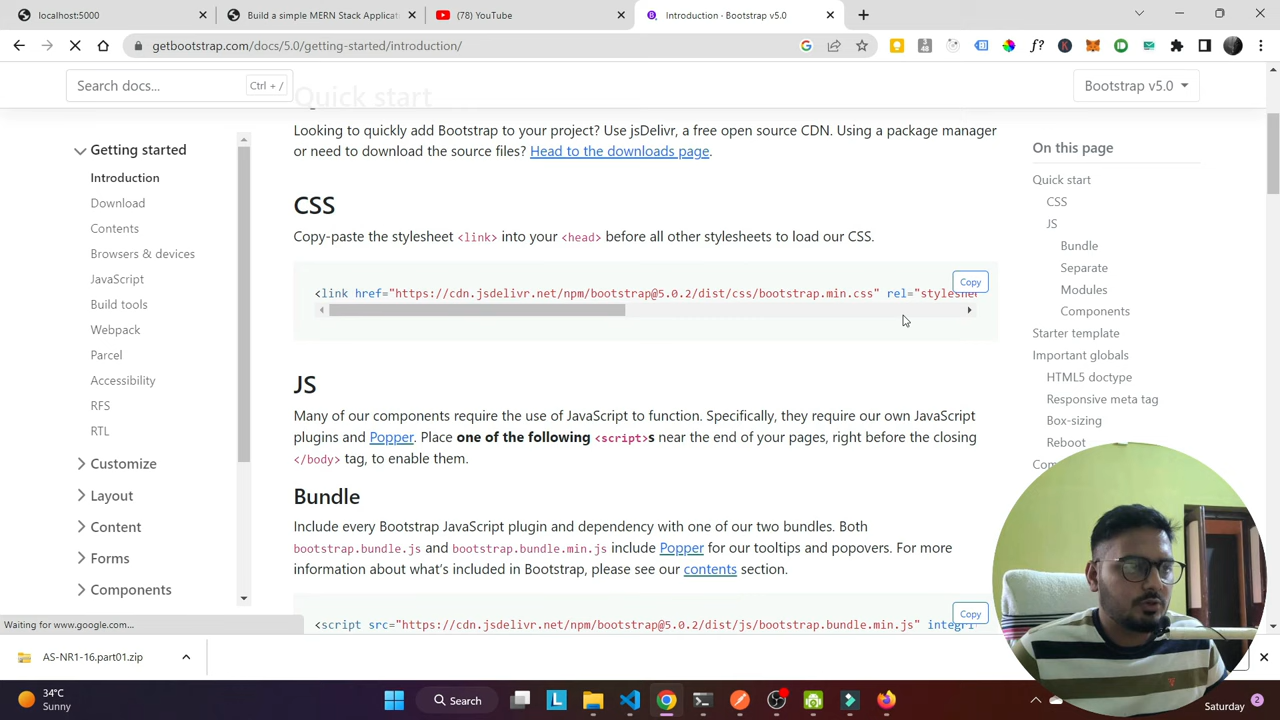 localhost:5000
Build a simple MERN Stack Applicat
(78) YouTube
Introduction · Bootstrap v5.0
getbootstrap.com/docs/5.0/getting-started/introduction/
Search docs...
Ctrl + /
Bootstrap v5.0
Quick start
Looking to quickly add Bootstrap to your project? Use jsDelivr, a free open source CDN. Using a package manager
or need to download the source files? Head to the downloads page.
Getting started
Introduction
Download
Contents
Browsers & devices
JavaScript
Build tools
Webpack
Parcel
Accessibility
RFS
RTL
Customize
Layout
Content
Forms
Components
CSS
Copy-paste the stylesheet <link> into your <head> before all other stylesheets to load our CSS.
Copy
<link href="https://cdn.jsdelivr.net/npm/bootstrap@5.0.2/dist/css/bootstrap.min.css" rel="styleshe
JS
Many of our components require the use of JavaScript to function. Specifically, they require our own JavaScript
plugins and Popper. Place one of the following <script>s near the end of your pages, right before the closing
</body> tag, to enable them.
Bundle
Include every Bootstrap JavaScript plugin and dependency with one of our two bundles. Both
bootstrap.bundle.js and bootstrap.bundle.min.js include Popper for our tooltips and popovers. For more
information about what's included in Bootstrap, please see our contents section.
Copy
<script src="https://cdn.jsdelivr.net/npm/bootstrap@5.0.2/dist/js/bootstrap.bundle.min.js" integri
On this page
Quick start
CSS
JS
Bundle
Separate
Modules
Components
Starter template
Important globals
HTML5 doctype
Responsive meta tag
Box-sizing
Reboot
Waiting for www.google.com...
AS-NR1-16.part01.zip
34°C
Sunny
Search
Saturday
2